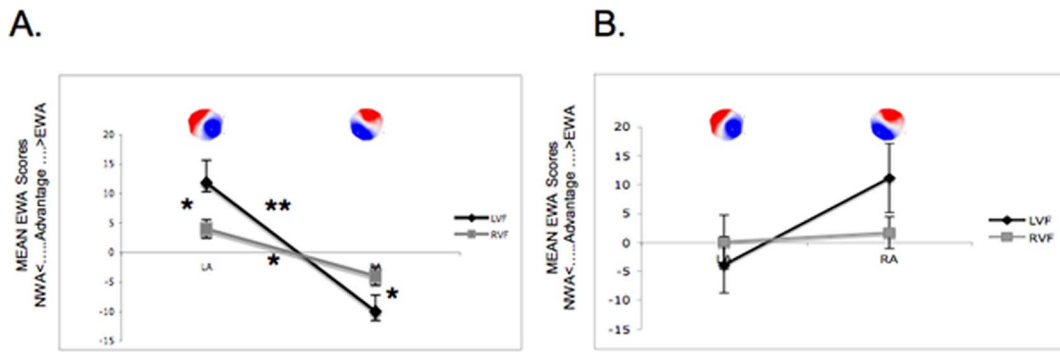 A.
MEAN EWA Scores
NWA<.....Advantage ....>EWA
20
15
10
5
0
-5
-10
-15
*
**
*
*
LA
LVF
RVF
B.
MEAN EWA Scores
NWA<.....Advantage ....>EWA
20
15
10
5
0
-5
-10
-15
RA
LVF
RVF